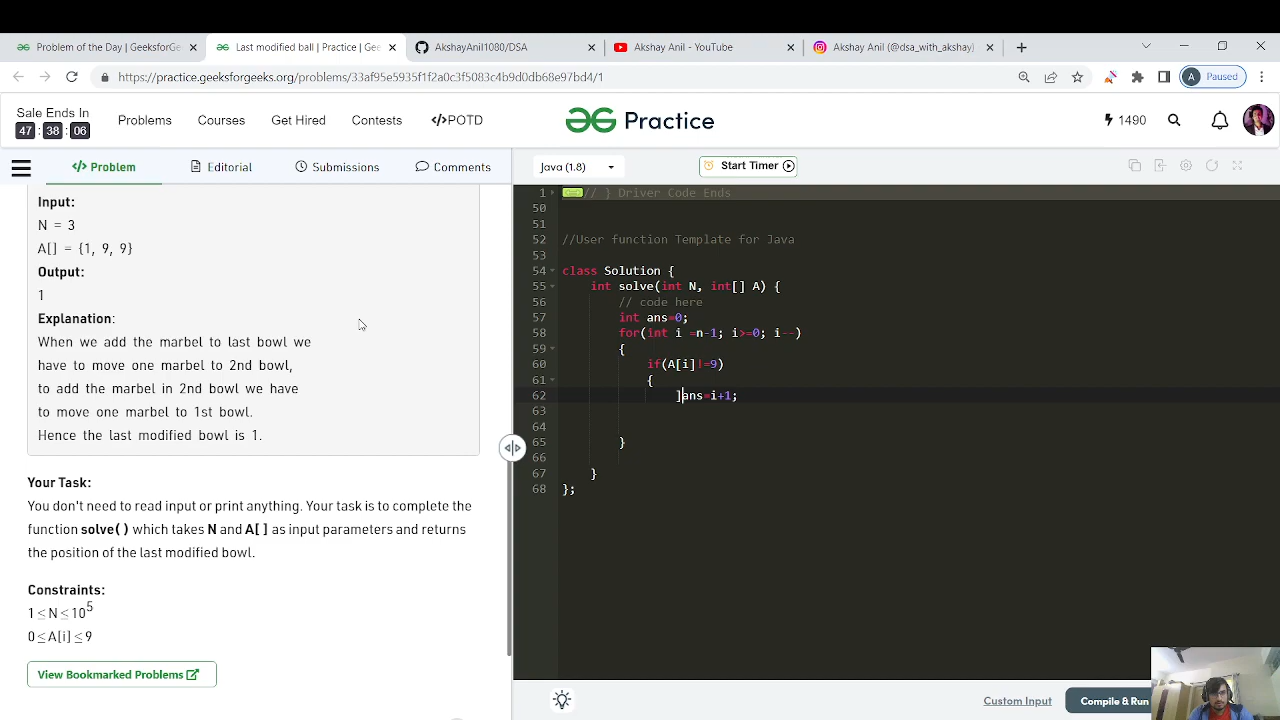 Problem of the Day | GeeksforGe
Last modified ball | Practice | Gee
AkshayAnil1080/DSA
Akshay Anil - YouTube
Akshay Anil (@dsa_with_akshay)
https://practice.geeksforgeeks.org/problems/33af95e5935f1f2a0c3f5083c4b9d0db68e97bd4/1
A Paused
Sale Ends In
47 : 38 : 06
Problems
Courses
Get Hired
Contests
</>POTD
Practice
1490
</> Problem
Editorial
Submissions
Comments
Java (1.8)
Start Timer
Input:
N = 3
A[] = {1, 9, 9}
Output:
1
Explanation:
When we add the marbel to last bowl we
have to move one marbel to 2nd bowl,
to add the marbel in 2nd bowl we have
to move one marbel to 1st bowl.
Hence the last modified bowl is 1.
Your Task:
You don't need to read input or print anything. Your task is to complete the
function solve( ) which takes N and A[ ] as input parameters and returns
the position of the last modified bowl.
Constraints:
1 ≤ N ≤ 10^5
0 ≤ A[i] ≤ 9
View Bookmarked Problems
1 // } Driver Code Ends
50
51
52 //User function Template for Java
53
54 class Solution {
55 int solve(int N, int[] A) {
56 // code here
57 int ans=0;
58 for(int i =n-1; i>=0; i--)
59 {
60 if(A[i]!=9)
61 {
62 ]ans=i+1;
63
64
65 }
66
67 }
68 };
Custom Input
Compile & Run